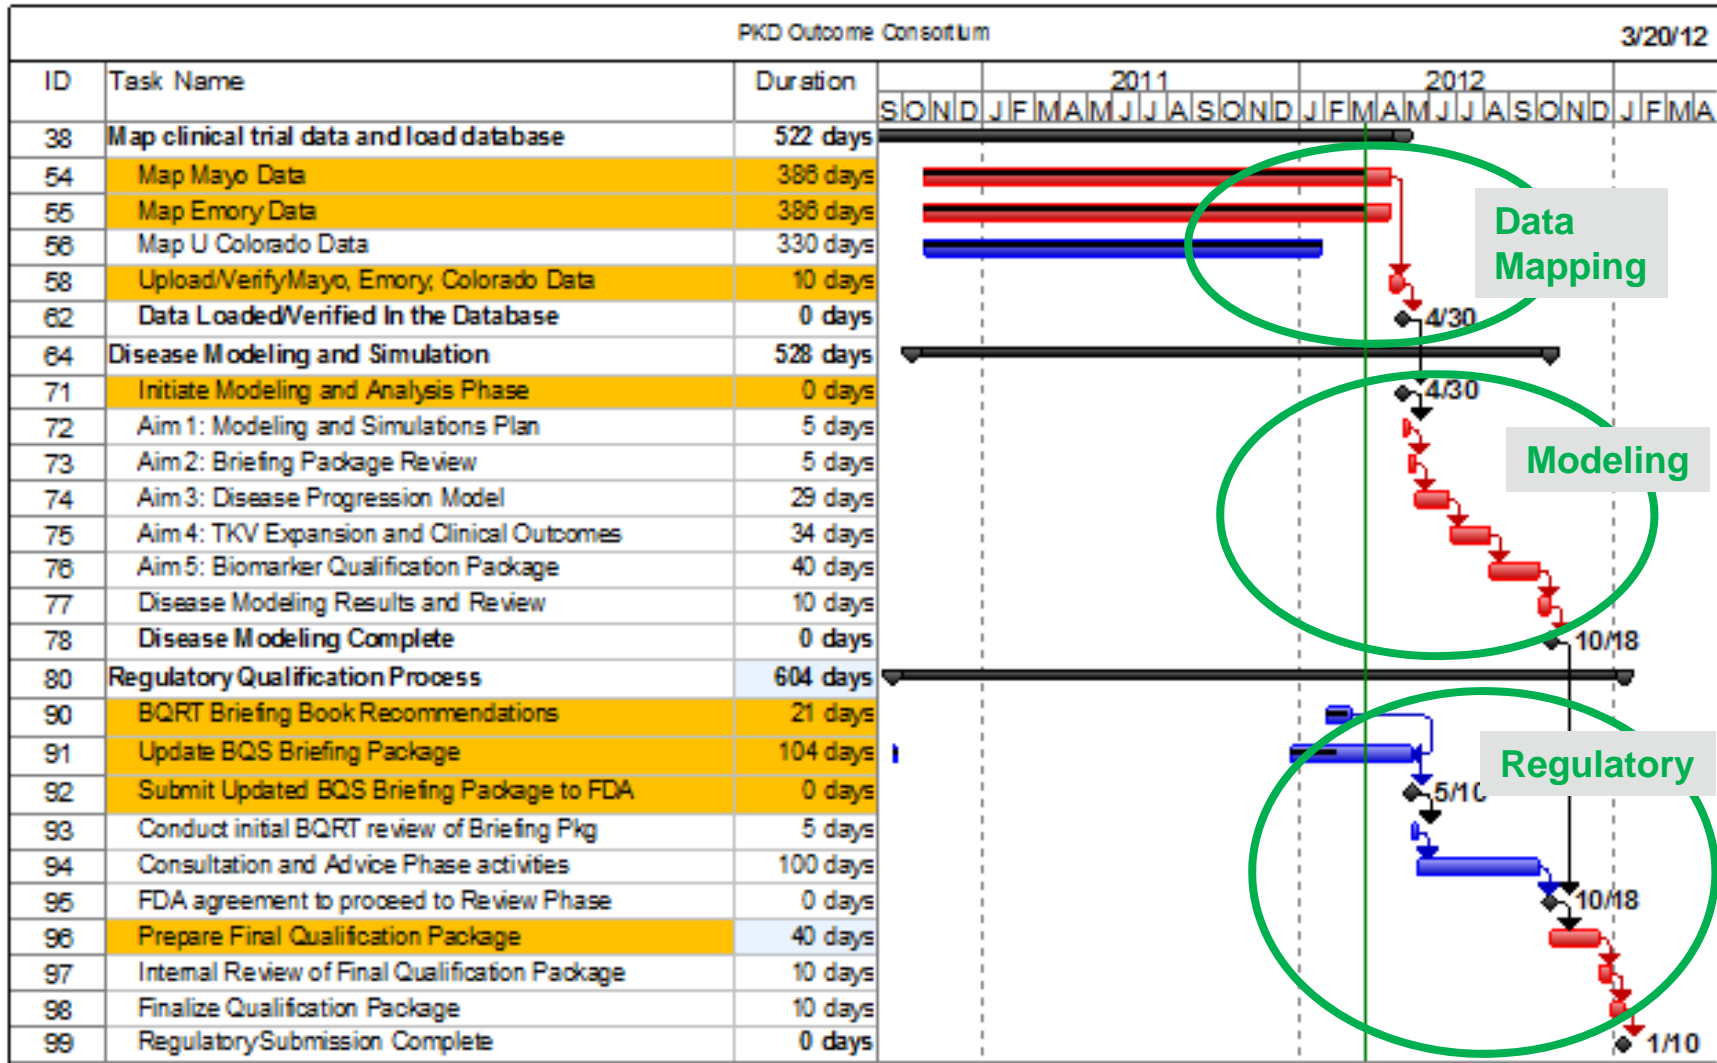 PKD Outcome Consortium
3/20/12
ID Task Name Duration 2011 2012
S O N D J F M A M J J A S O N D J F M A M J J A S O N D J F M A
38 Map clinical trial data and load database 522 days
54 Map Mayo Data 386 days
55 Map Emory Data 386 days
56 Map U Colorado Data 330 days
58 Upload/Verify Mayo, Emory, Colorado Data 10 days
62 Data Loaded/Verified In the Database 0 days 4/30
Data
Mapping
64 Disease Modeling and Simulation 528 days
71 Initiate Modeling and Analysis Phase 0 days 4/30
72 Aim 1: Modeling and Simulations Plan 5 days
73 Aim 2: Briefing Package Review 5 days
Modeling
74 Aim 3: Disease Progression Model 29 days
75 Aim 4: TKV Expansion and Clinical Outcomes 34 days
76 Aim 5: Biomarker Qualification Package 40 days
77 Disease Modeling Results and Review 10 days
78 Disease Modeling Complete 0 days 10/18
80 Regulatory Qualification Process 604 days
90 BQRT Briefing Book Recommendations 21 days
91 Update BQS Briefing Package 104 days
Regulatory
92 Submit Updated BQS Briefing Package to FDA 0 days 5/10
93 Conduct initial BQRT review of Briefing Pkg 5 days
94 Consultation and Advice Phase activities 100 days
95 FDA agreement to proceed to Review Phase 0 days 10/18
96 Prepare Final Qualification Package 40 days
97 Internal Review of Final Qualification Package 10 days
98 Finalize Qualification Package 10 days
99 Regulatory Submission Complete 0 days 1/10